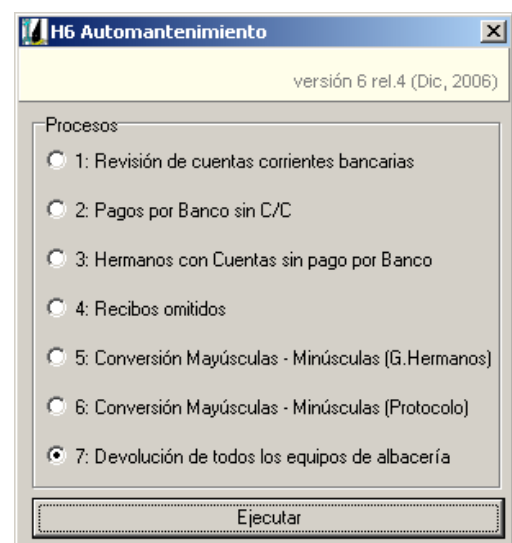 H6 Automantenimiento
versión 6 rel.4 (Dic, 2006)
Procesos
1: Revisión de cuentas corrientes bancarias
2: Pagos por Banco sin C/C
3: Hermanos con Cuentas sin pago por Banco
4: Recibos omitidos
5: Conversión Mayúsculas - Minúsculas (G.Hermanos)
6: Conversión Mayúsculas - Minúsculas (Protocolo)
7: Devolución de todos los equipos de albacería
Ejecutar